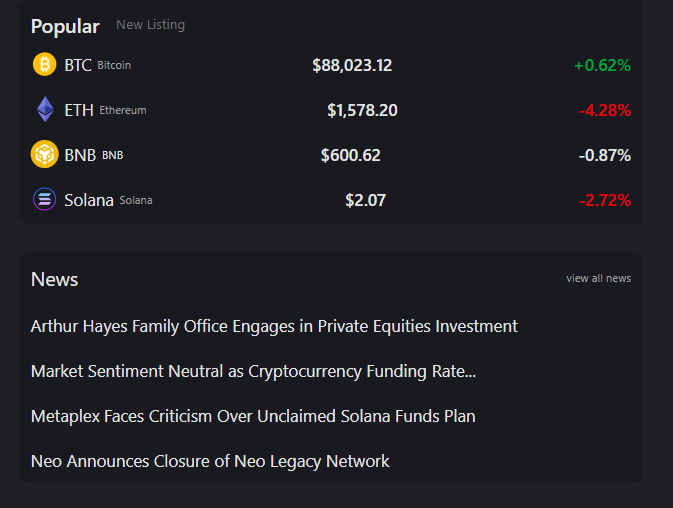 Popular New Listing
BTC Bitcoin $88,023.12 +0.62%
ETH Ethereum $1,578.20 -4.28%
BNB BNB $600.62 -0.87%
Solana Solana $2.07 -2.72%
News view all news
Arthur Hayes Family Office Engages in Private Equities Investment
Market Sentiment Neutral as Cryptocurrency Funding Rate...
Metaplex Faces Criticism Over Unclaimed Solana Funds Plan
Neo Announces Closure of Neo Legacy Network